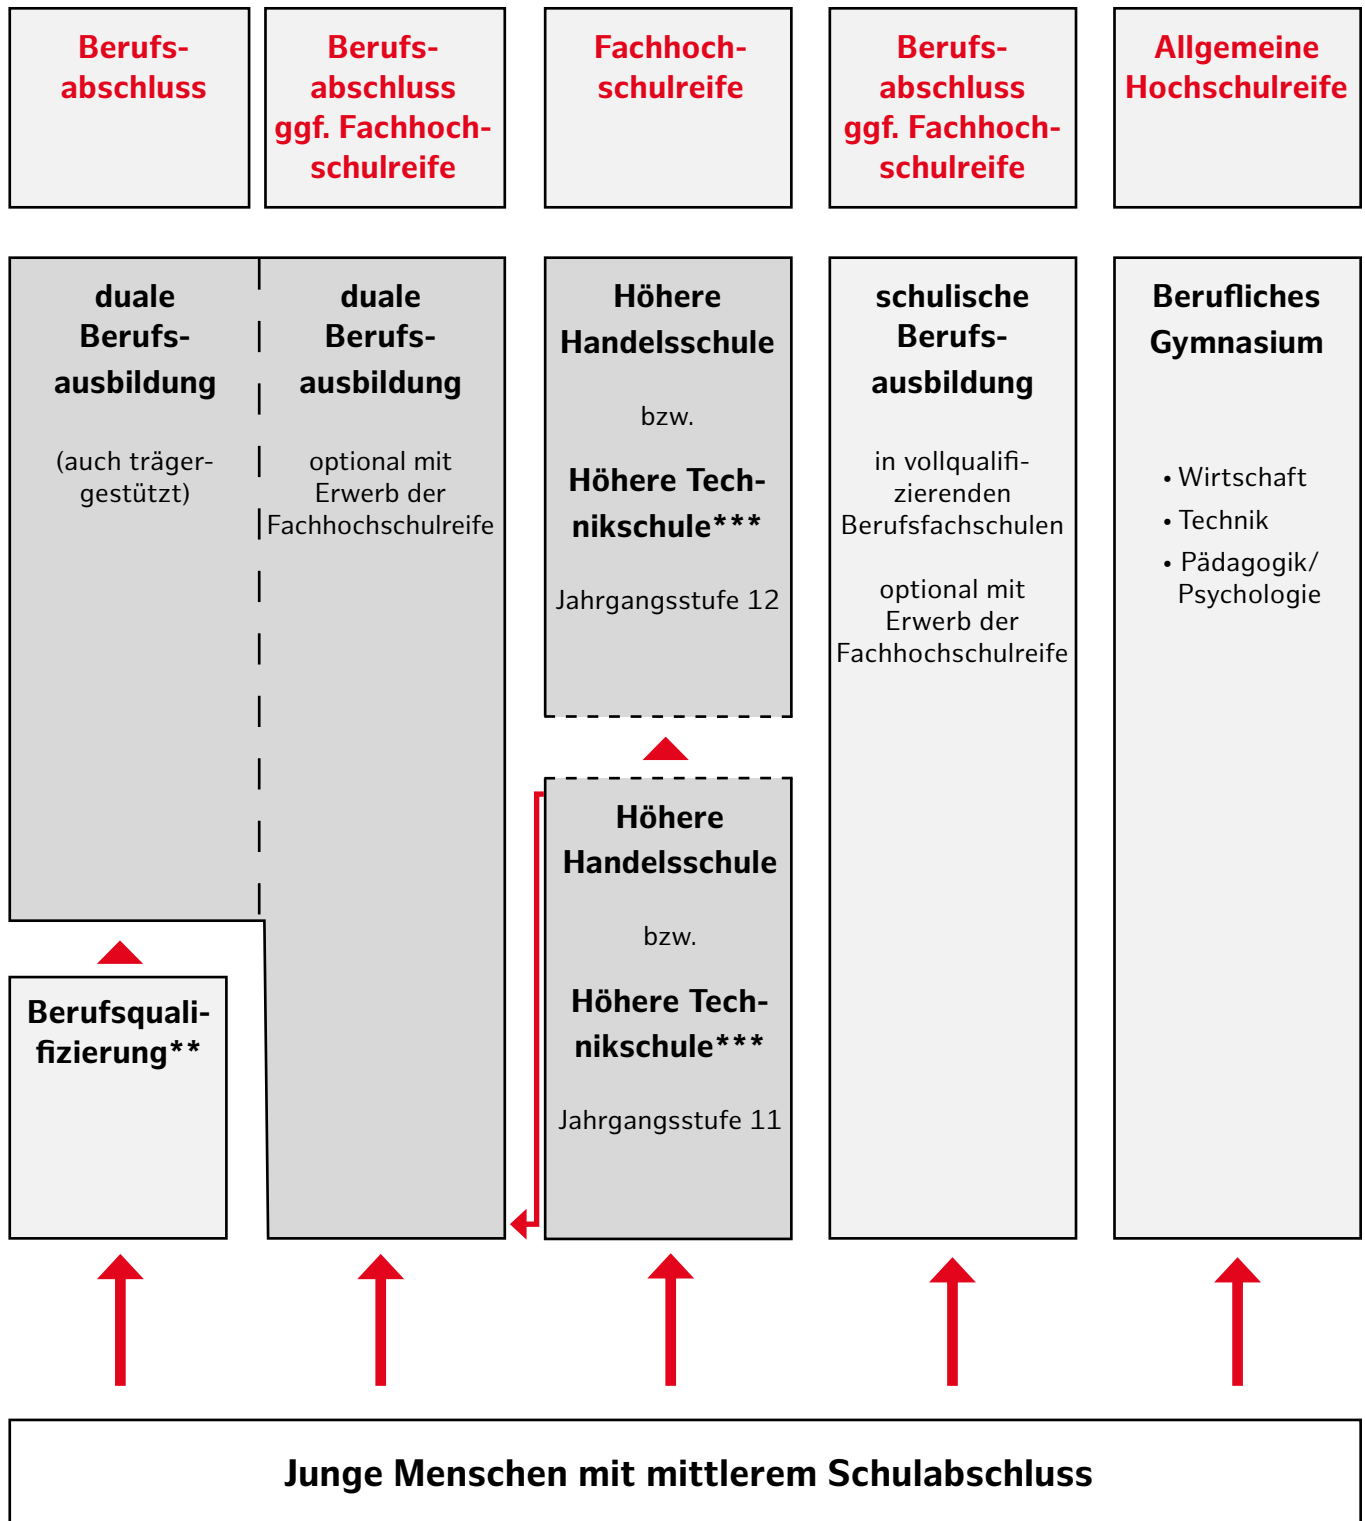 Berufs-
abschluss
Berufs-
abschluss
ggf. Fachhoch-
schulreife
Fachhoch-
schulreife
Berufs-
abschluss
ggf. Fachhoch-
schulreife
Allgemeine
Hochschulreife
duale
Berufs-
ausbildung
(auch träger-
gestützt)
duale
Berufs-
ausbildung
optional mit
Erwerb der
Fachhochschulreife
Höhere
Handelsschule
bzw.
Höhere Tech-
nikschule***
Jahrgangsstufe 12
schulische
Berufs-
ausbildung
in vollqualifi-
zierenden
Berufsfachschulen
optional mit
Erwerb der
Fachhochschulreife
Berufliches
Gymnasium
• Wirtschaft
• Technik
• Pädagogik/
Psychologie
Höhere
Handelsschule
bzw.
Höhere Tech-
nikschule***
Jahrgangsstufe 11
Berufsquali-
fizierung**
Junge Menschen mit mittlerem Schulabschluss